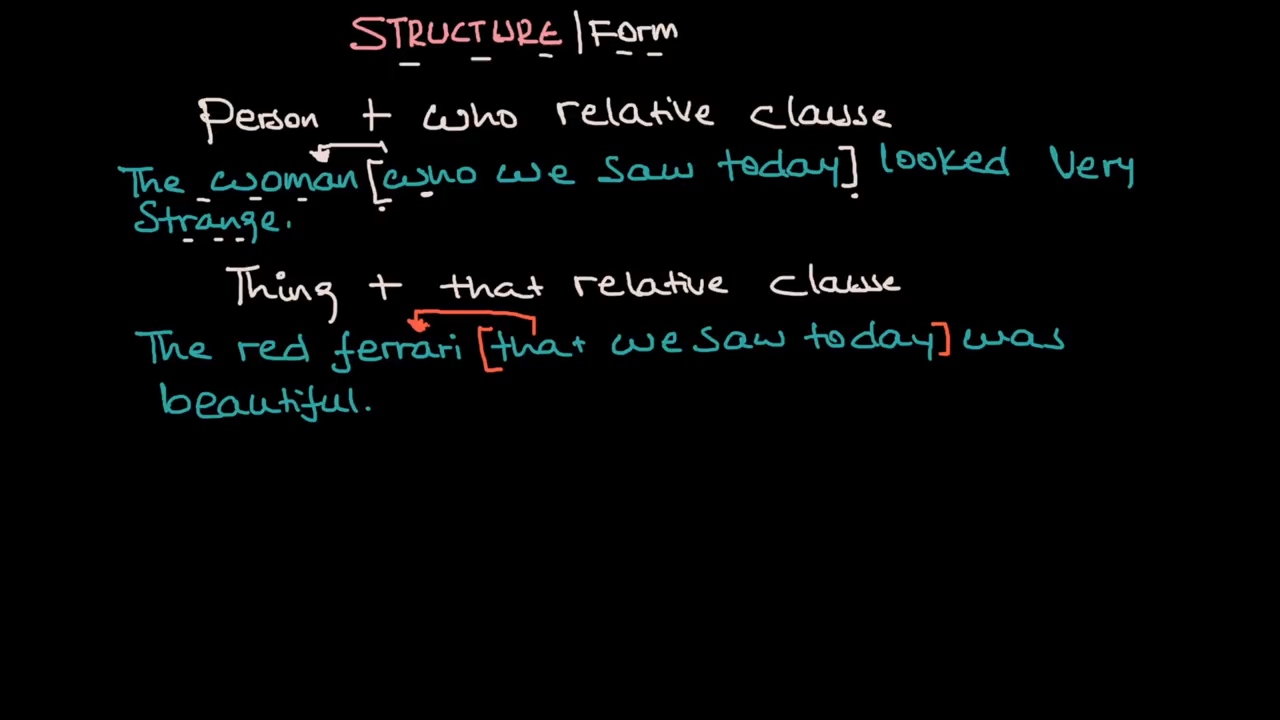 STRUCTURE|Form
Person + who relative clause
The woman [who we saw today] looked very
Strange.
Thing + that relative clause
The red ferrari [that we saw today] was
beautiful.